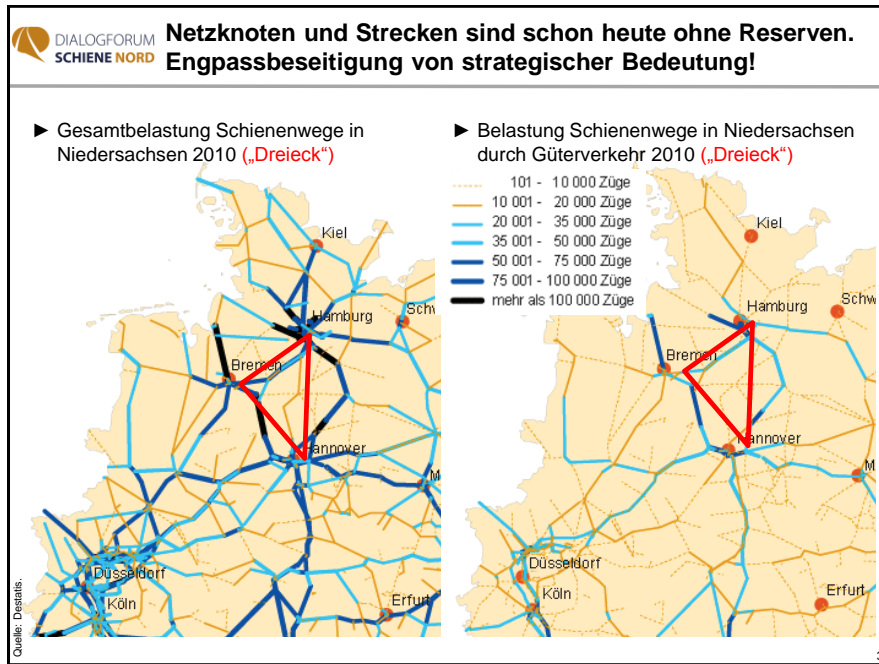 DIALOGFORUM
SCHIENE NORD
Netzknoten und Strecken sind schon heute ohne Reserven.
Engpassbeseitigung von strategischer Bedeutung!
► Gesamtbelastung Schienenwege in
Niedersachsen 2010 („Dreieck“)
► Belastung Schienenwege in Niedersachsen
durch Güterverkehr 2010 („Dreieck“)
101 - 10 000 Züge
10 001 - 20 000 Züge
20 001 - 35 000 Züge
35 001 - 50 000 Züge
50 001 - 75 000 Züge
75 001 - 100 000 Züge
mehr als 100 000 Züge
Kiel
Hamburg
Schw
Bremen
Hannover
M
Düsseldorf
Köln
Erfurt
Kiel
Hamburg
Schw
Bremen
Hannover
M
Düsseldorf
Köln
Erfurt
Quelle: Destatis.
3